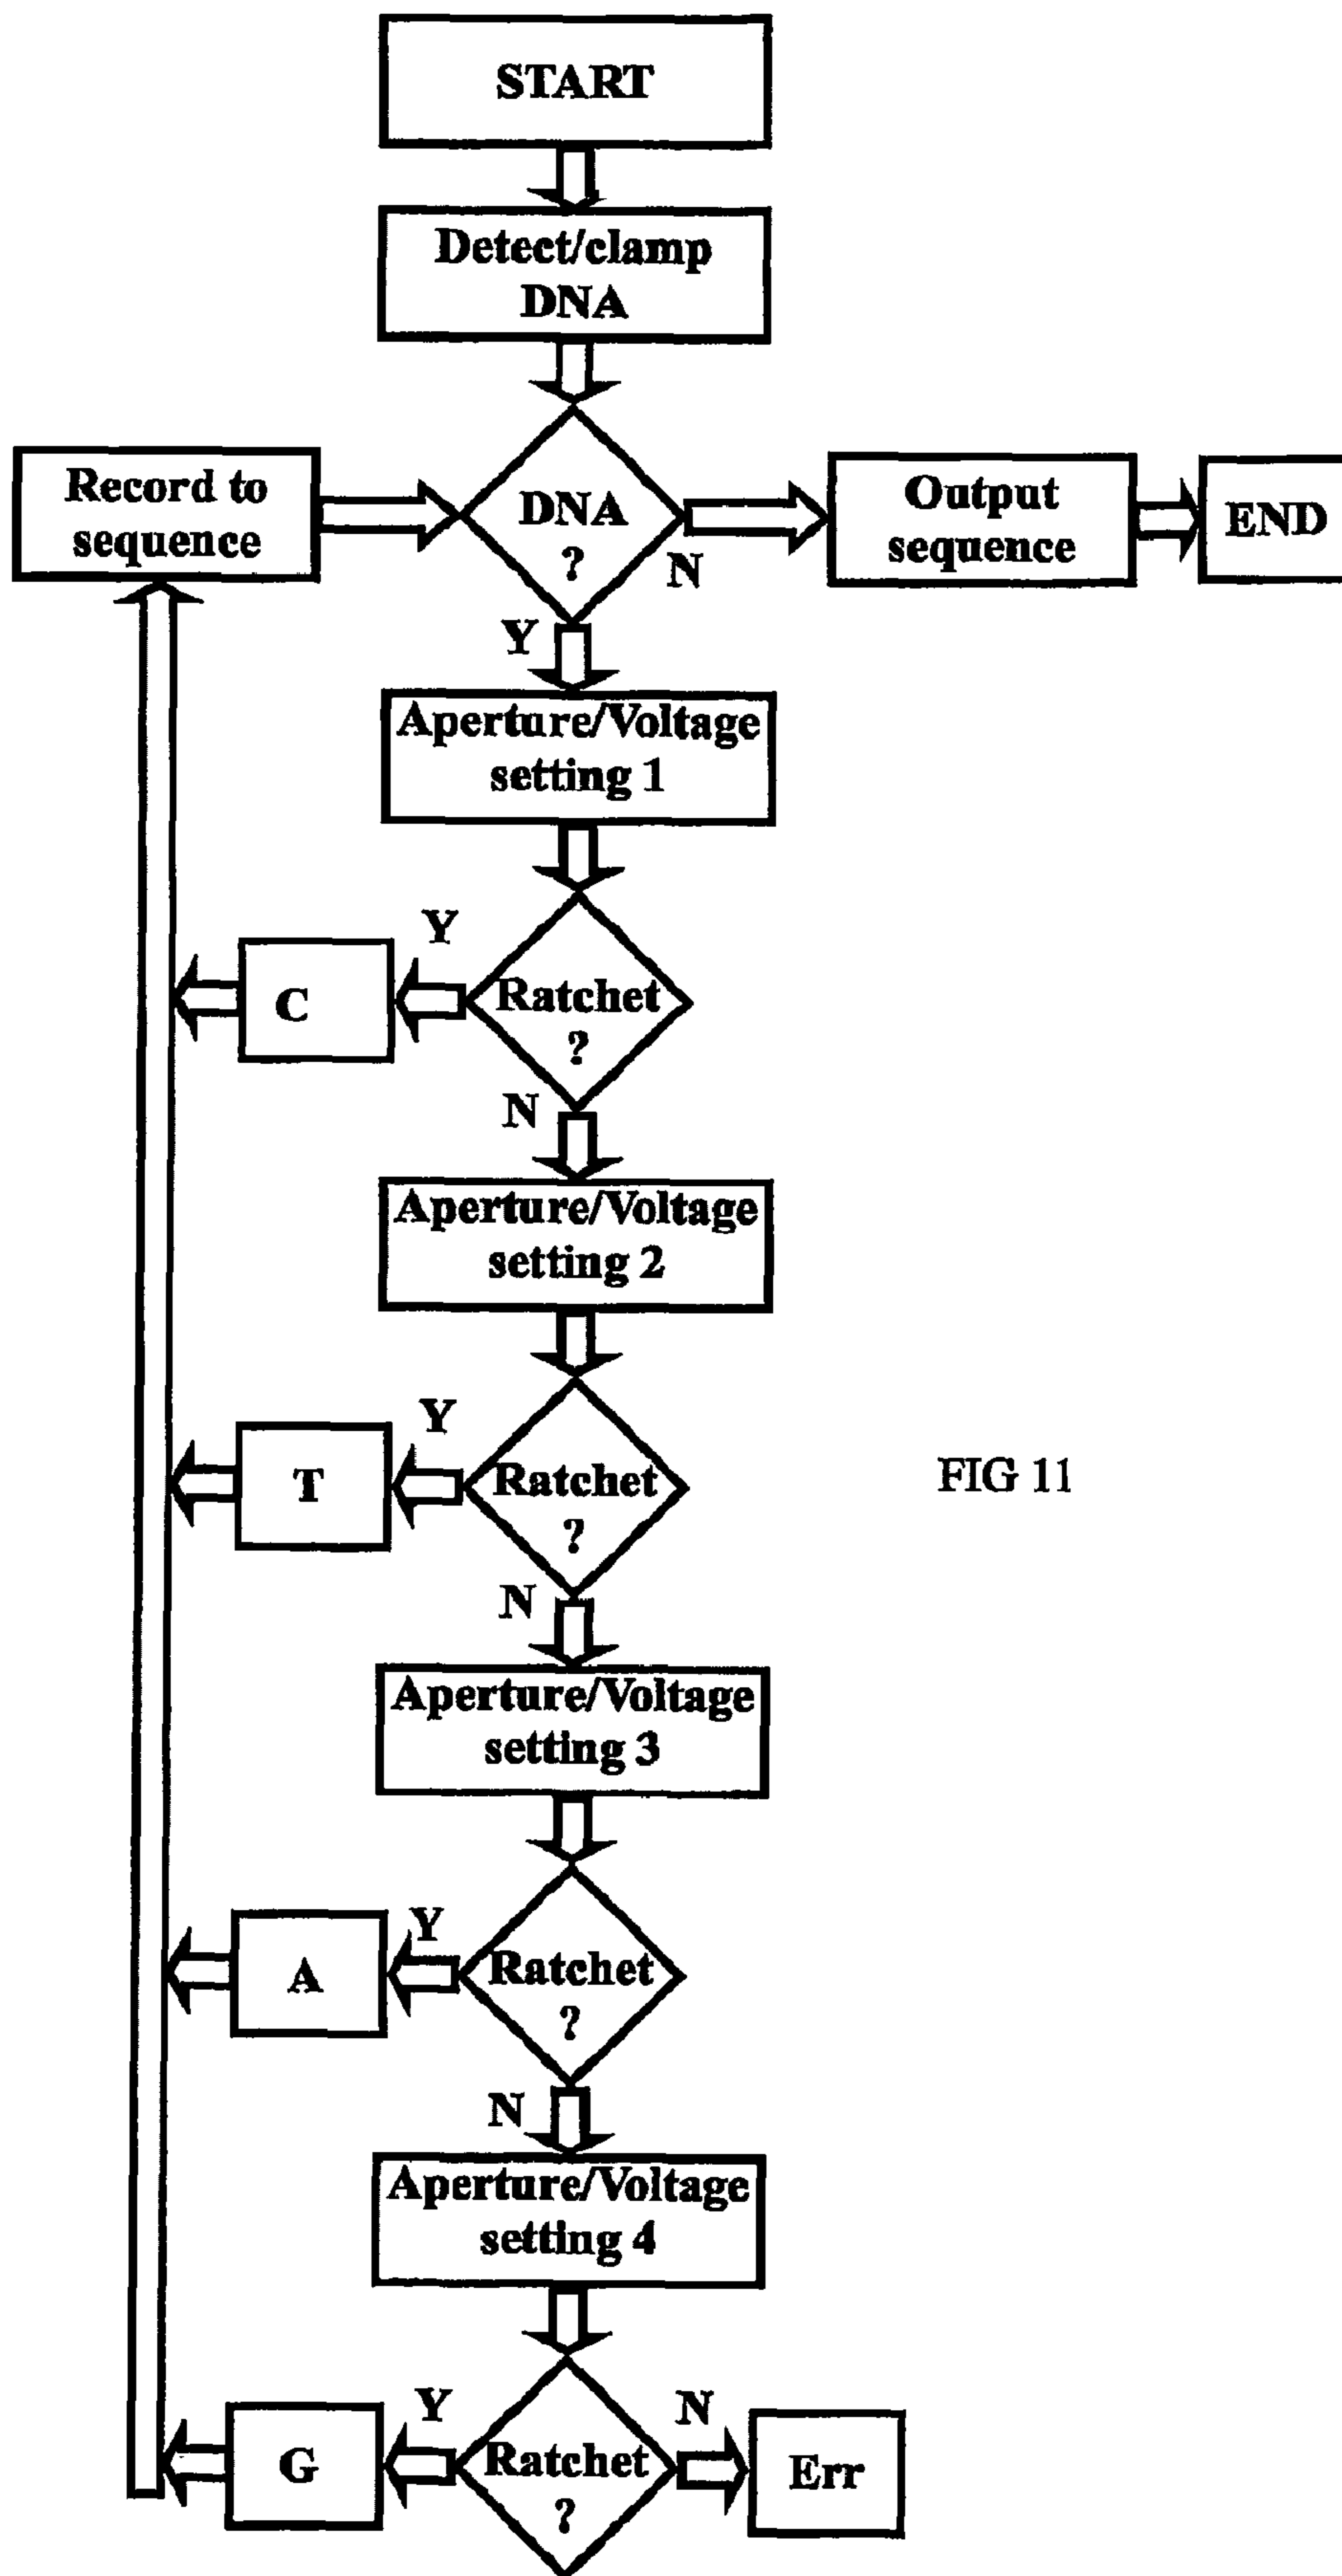 START
Detect/clamp
DNA
Record to
sequence
DNA
?
N
Output
sequence
END
Y
Aperture/Voltage
setting 1
Y
C
Ratchet
?
N
Aperture/Voltage
setting 2
Y
T
Ratchet
?
FIG 11
N
Aperture/Voltage
setting 3
Y
A
Ratchet
?
N
Aperture/Voltage
setting 4
Y
N
G
Ratchet
?
Err